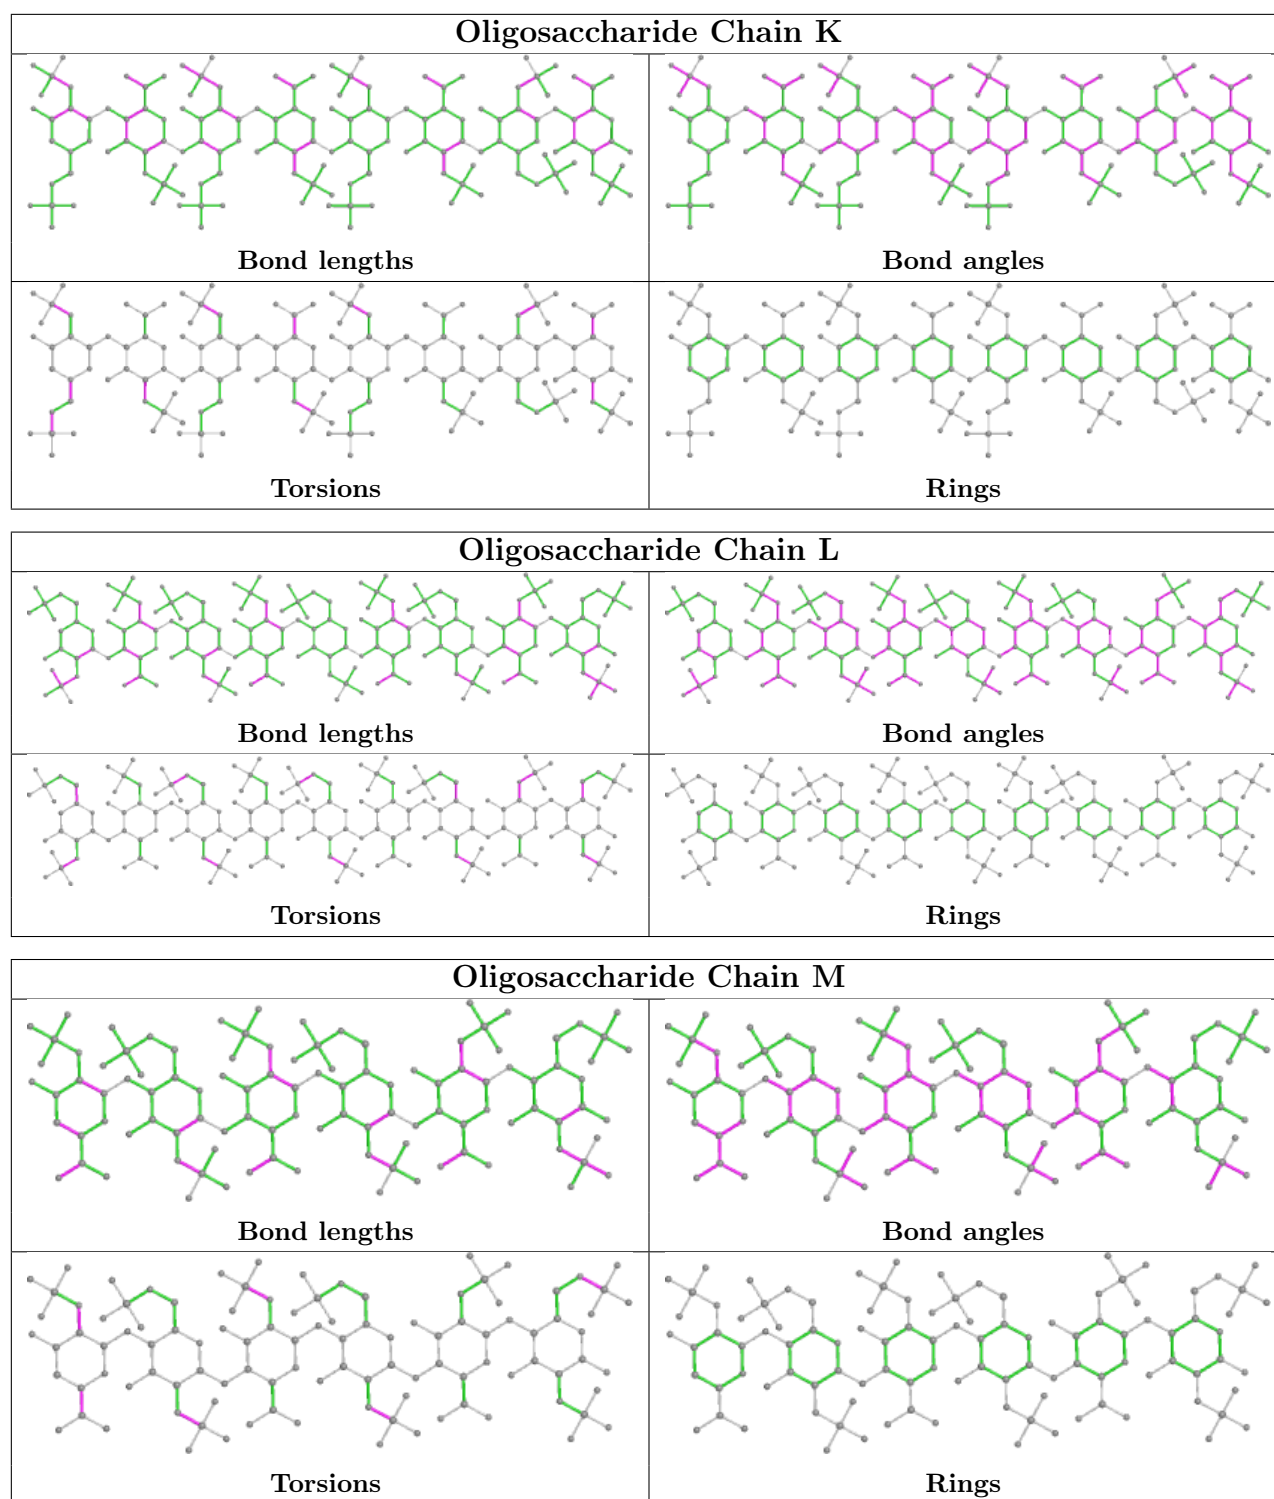 Oligosaccharide Chain K
Bond lengths
Bond angles
Torsions
Rings
Oligosaccharide Chain L
Bond lengths
Bond angles
Torsions
Rings
Oligosaccharide Chain M
Bond lengths
Bond angles
Torsions
Rings